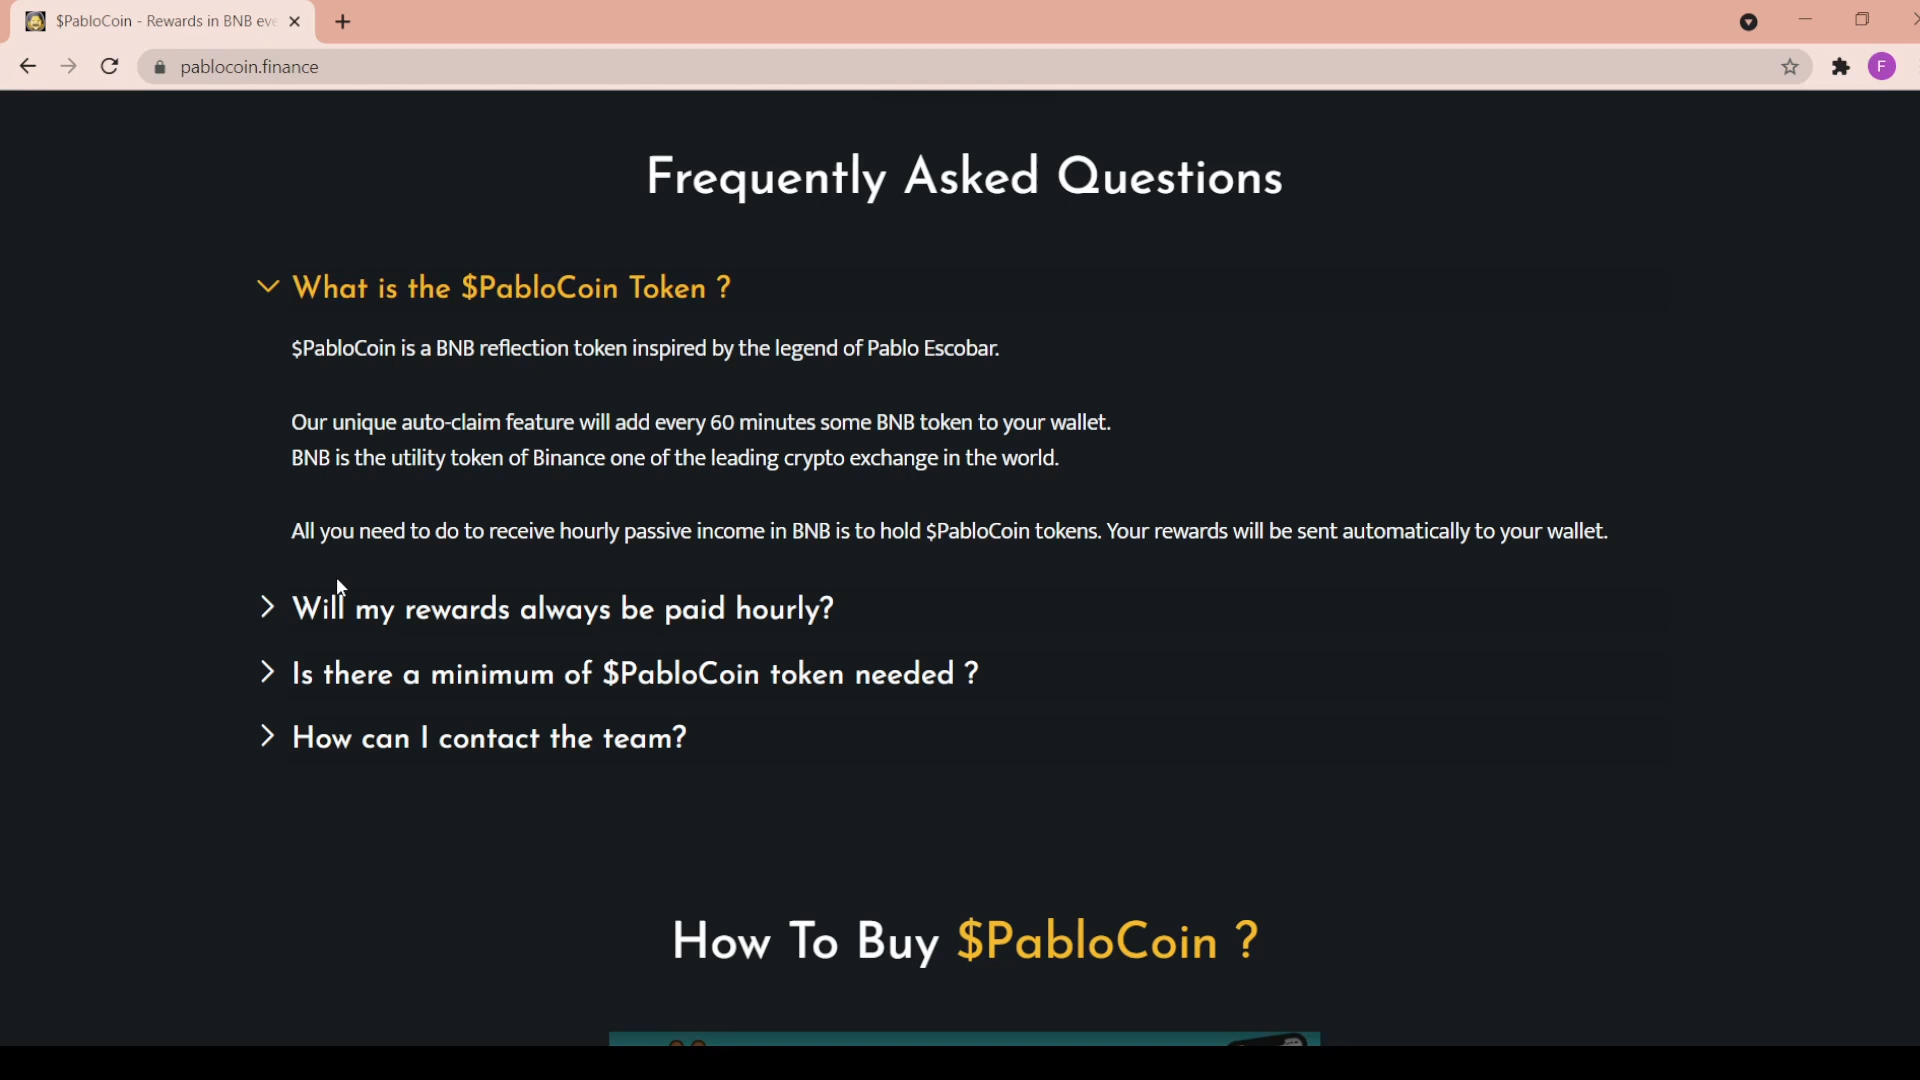 $PabloCoin - Rewards in BNB eve
pablocoin.finance
F
Frequently Asked Questions
What is the $PabloCoin Token ?
$PabloCoin is a BNB reflection token inspired by the legend of Pablo Escobar.
Our unique auto-claim feature will add every 60 minutes some BNB token to your wallet.
BNB is the utility token of Binance one of the leading crypto exchange in the world.
All you need to do to receive hourly passive income in BNB is to hold $PabloCoin tokens. Your rewards will be sent automatically to your wallet.
Will my rewards always be paid hourly?
Is there a minimum of $PabloCoin token needed ?
How can I contact the team?
How To Buy $PabloCoin ?